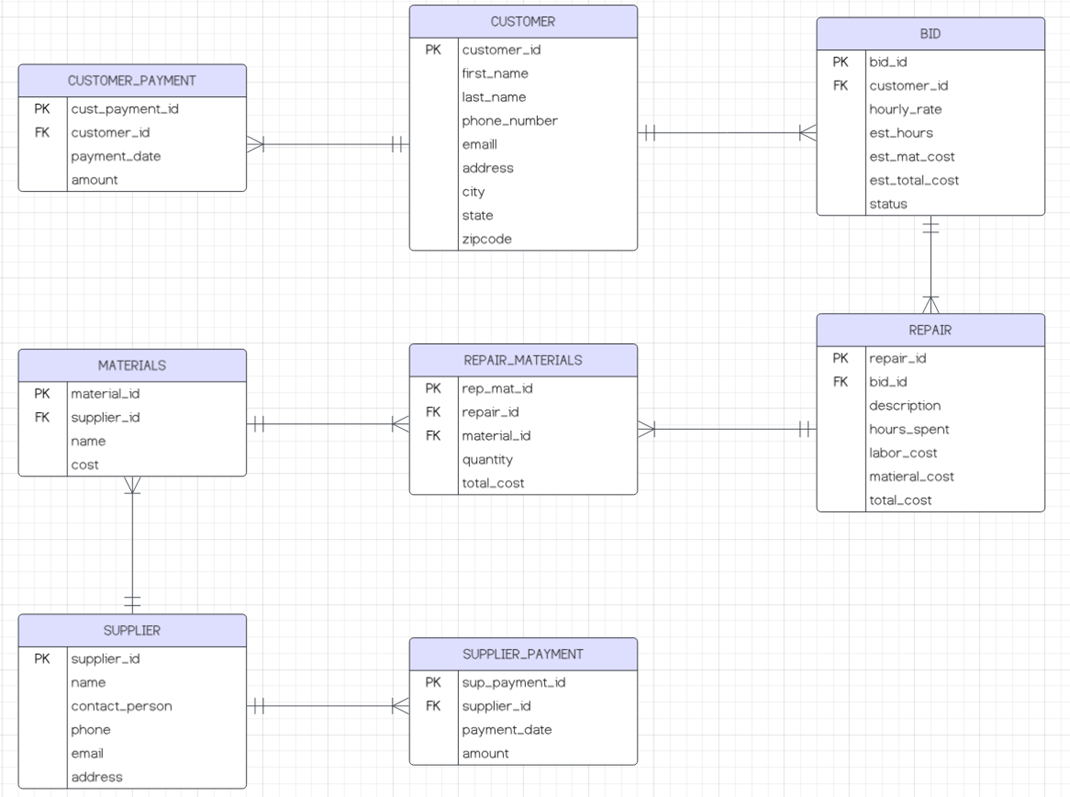 CUSTOMER_PAYMENT
PK cust_payment_id
FK customer_id
payment_date
amount
CUSTOMER
PK customer_id
first_name
last_name
phone_number
emaill
address
city
state
zipcode
BID
PK bid_id
FK customer_id
hourly_rate
est_hours
est_mat_cost
est_total_cost
status
MATERIALS
PK material_id
FK supplier_id
name
cost
REPAIR_MATERIALS
PK rep_mat_id
FK repair_id
FK material_id
quantity
total_cost
REPAIR
PK repair_id
FK bid_id
description
hours_spent
labor_cost
matieral_cost
total_cost
SUPPLIER
PK supplier_id
name
contact_person
phone
email
address
SUPPLIER_PAYMENT
PK sup_payment_id
FK supplier_id
payment_date
amount